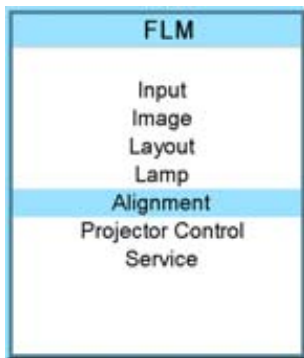 FLM
Input
Image
Layout
Lamp
Alignment
Projector Control
Service